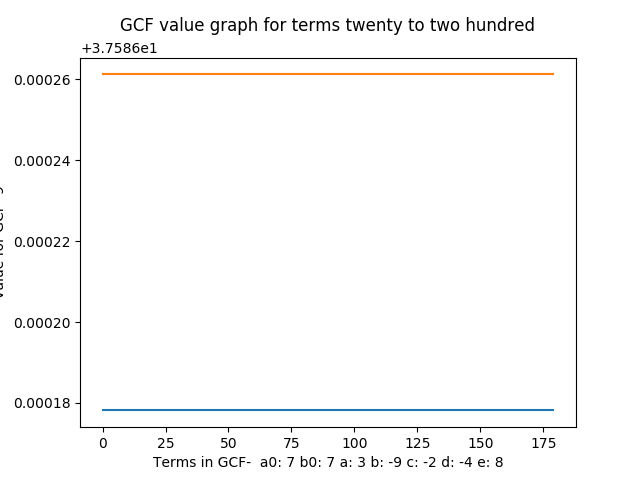 GCF value graph for terms twenty to two hundred
+3.7586e1
0.00026
0.00024
0.00022
0.00020
0.00018
0 25 50 75 100 125 150 175
Terms in GCF- a0: 7 b0: 7 a: 3 b: -9 c: -2 d: -4 e: 8